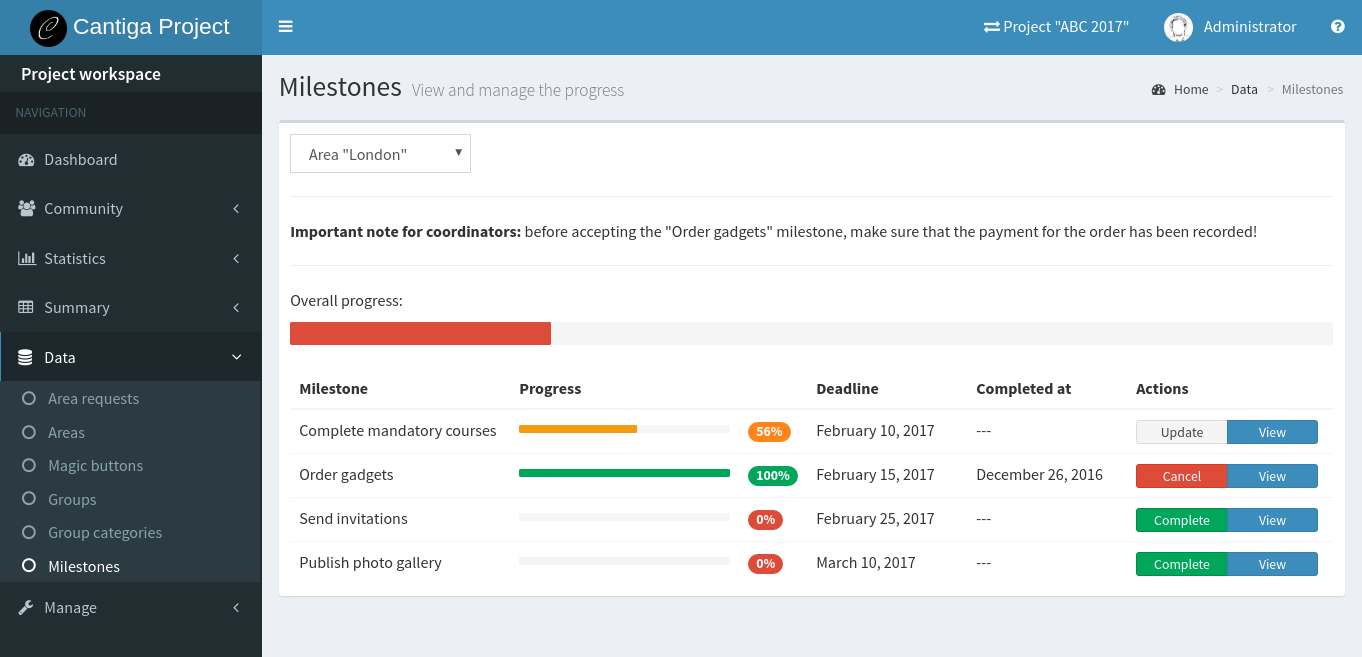 Cantiga Project
Project "ABC 2017"
Administrator
Project workspace
NAVIGATION
Dashboard
Community
Statistics
Summary
Data
Area requests
Areas
Magic buttons
Groups
Group categories
Milestones
Manage
Milestones View and manage the progress
Home > Data > Milestones
Area "London"
Important note for coordinators: before accepting the "Order gadgets" milestone, make sure that the payment for the order has been recorded!
Overall progress:
Milestone Progress Deadline Completed at Actions
Complete mandatory courses 56% February 10, 2017 --- Update View
Order gadgets 100% February 15, 2017 December 26, 2016 Cancel View
Send invitations 0% February 25, 2017 --- Complete View
Publish photo gallery 0% March 10, 2017 --- Complete View